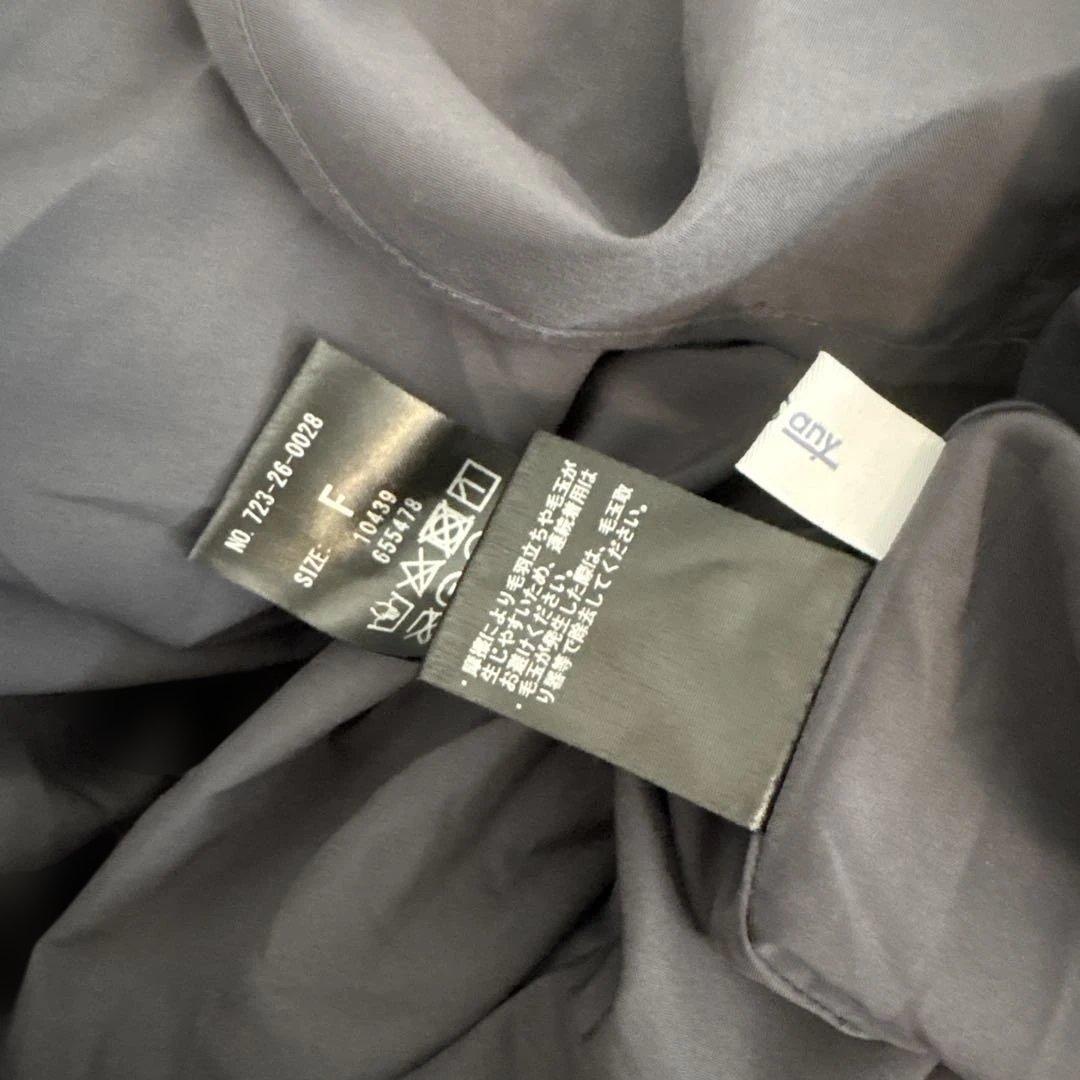 NO. 723-26-0028
SIZE: F
10439
655478
・摩擦により毛羽立ちや毛玉が
生じやすいため、連続着用は
お避けください。
・毛玉が発生した際は、毛玉取
り器等で除去してください。
any